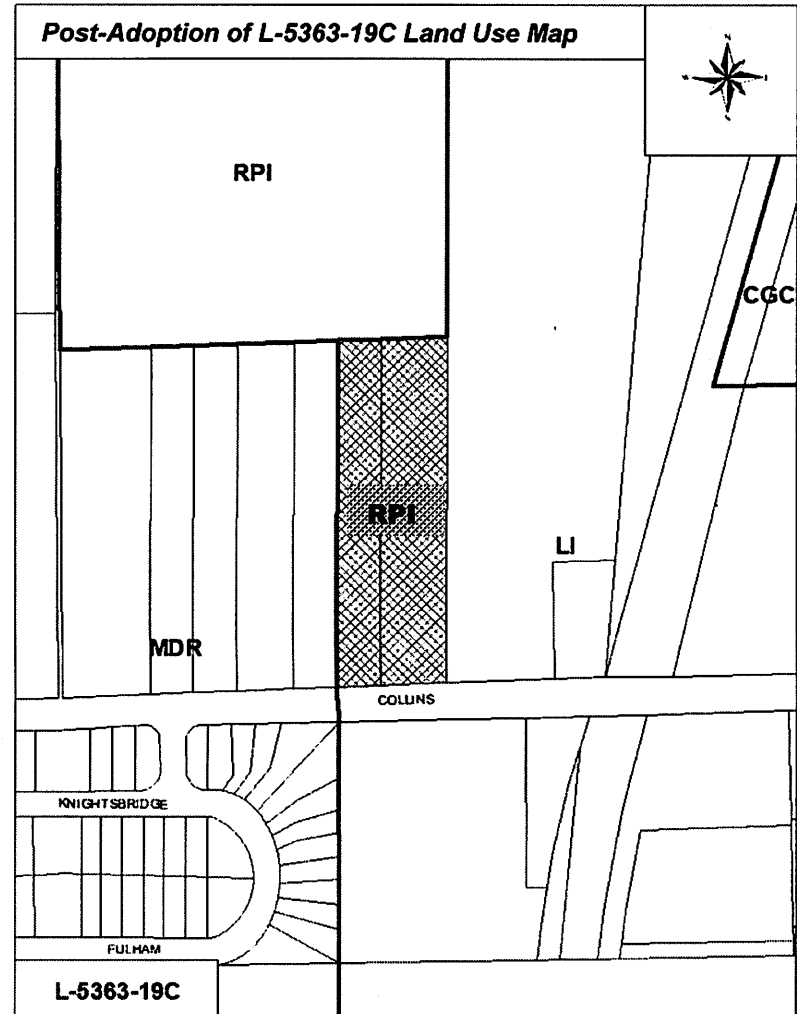 Post-Adoption of L-5363-19C Land Use Map
N
W
E
S
RPI
CGC
RPI
LI
MDR
COLLINS
KNIGHTSBRIDGE
FULHAM
L-5363-19C